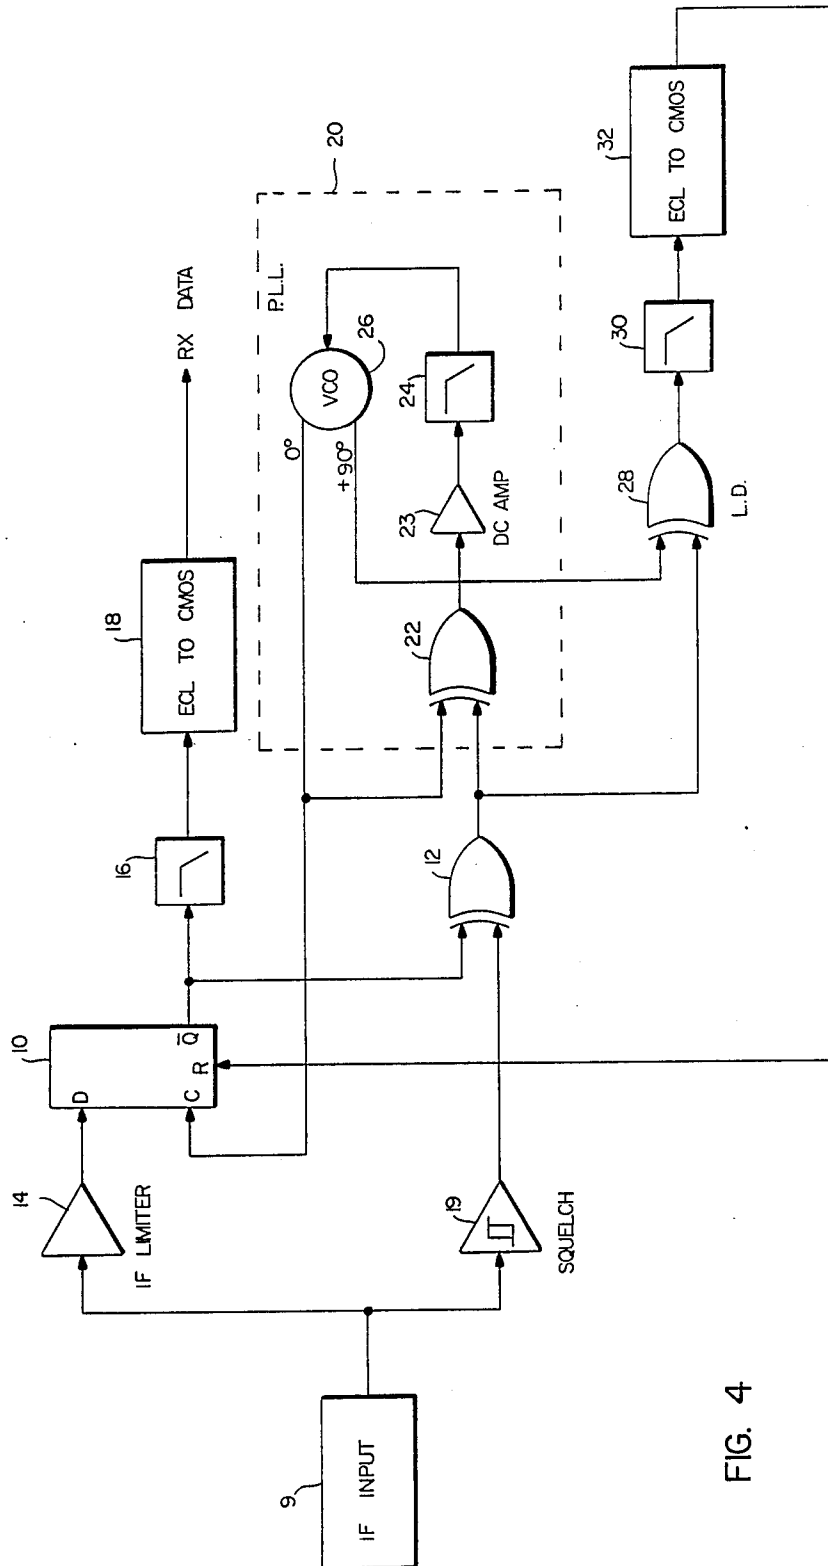 FIG. 4
9
IF INPUT
14
IF LIMITER
19
SQUELCH
10
D
C
R
Q̅
16
18
ECL TO CMOS
RX DATA
12
20
P.L.L.
22
23
DC AMP
24
VCO
26
0°
+90°
28
L.D.
30
32
ECL TO CMOS